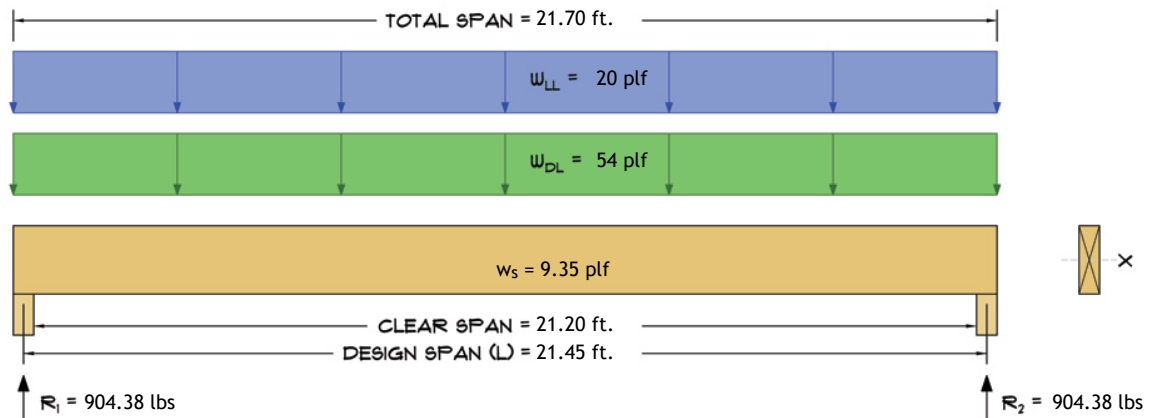 TOTAL SPAN = 21.70 ft.
wLL = 20 plf
wDL = 54 plf
ws = 9.35 plf
X
CLEAR SPAN = 21.20 ft.
DESIGN SPAN (L) = 21.45 ft.
R1 = 904.38 lbs
R2 = 904.38 lbs